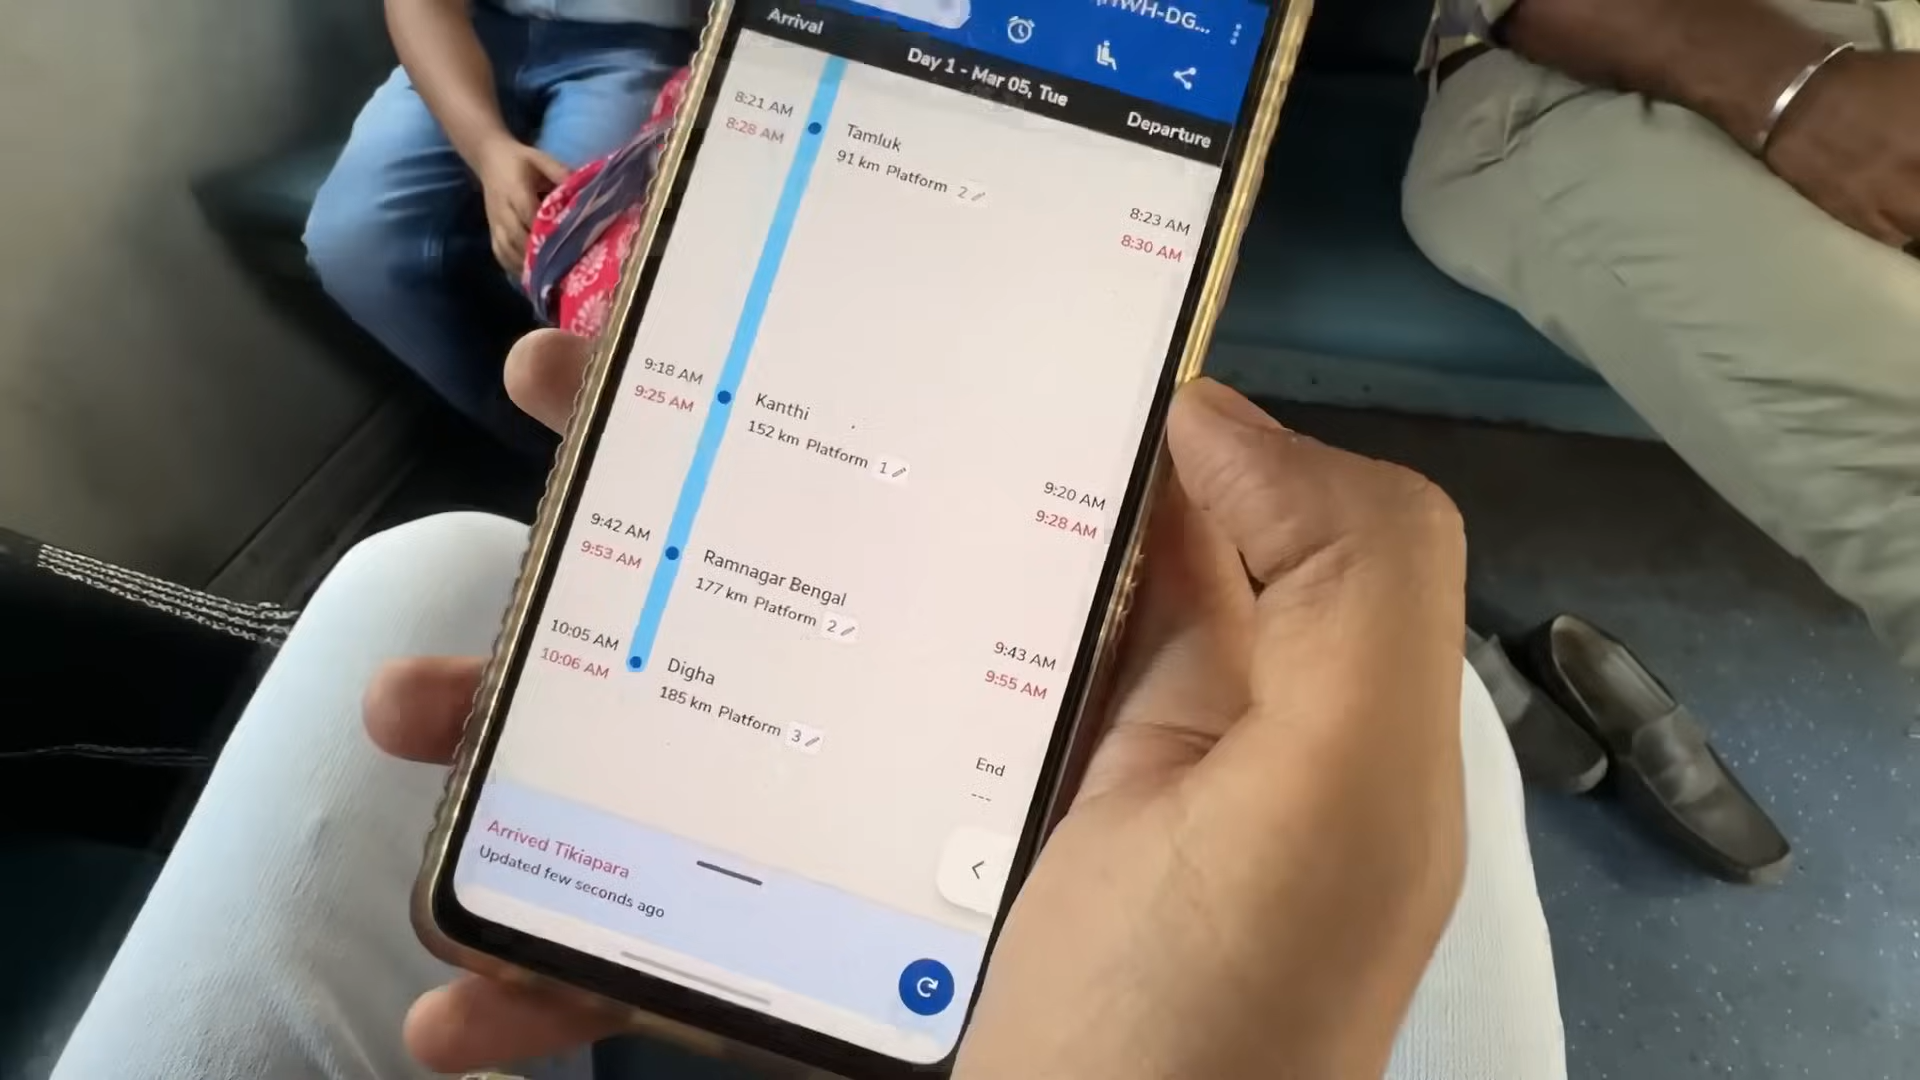 HWH-DG...
Arrival
Day 1 - Mar 05, Tue
Departure
8:21 AM
8:28 AM
Tamluk
91 km Platform 2
8:23 AM
8:30 AM
9:18 AM
9:25 AM
Kanthi
152 km Platform 1
9:20 AM
9:28 AM
9:42 AM
9:53 AM
Ramnagar Bengal
177 km Platform 2
9:43 AM
9:55 AM
10:05 AM
10:06 AM
Digha
185 km Platform 3
End
---
Arrived Tikiapara
Updated few seconds ago